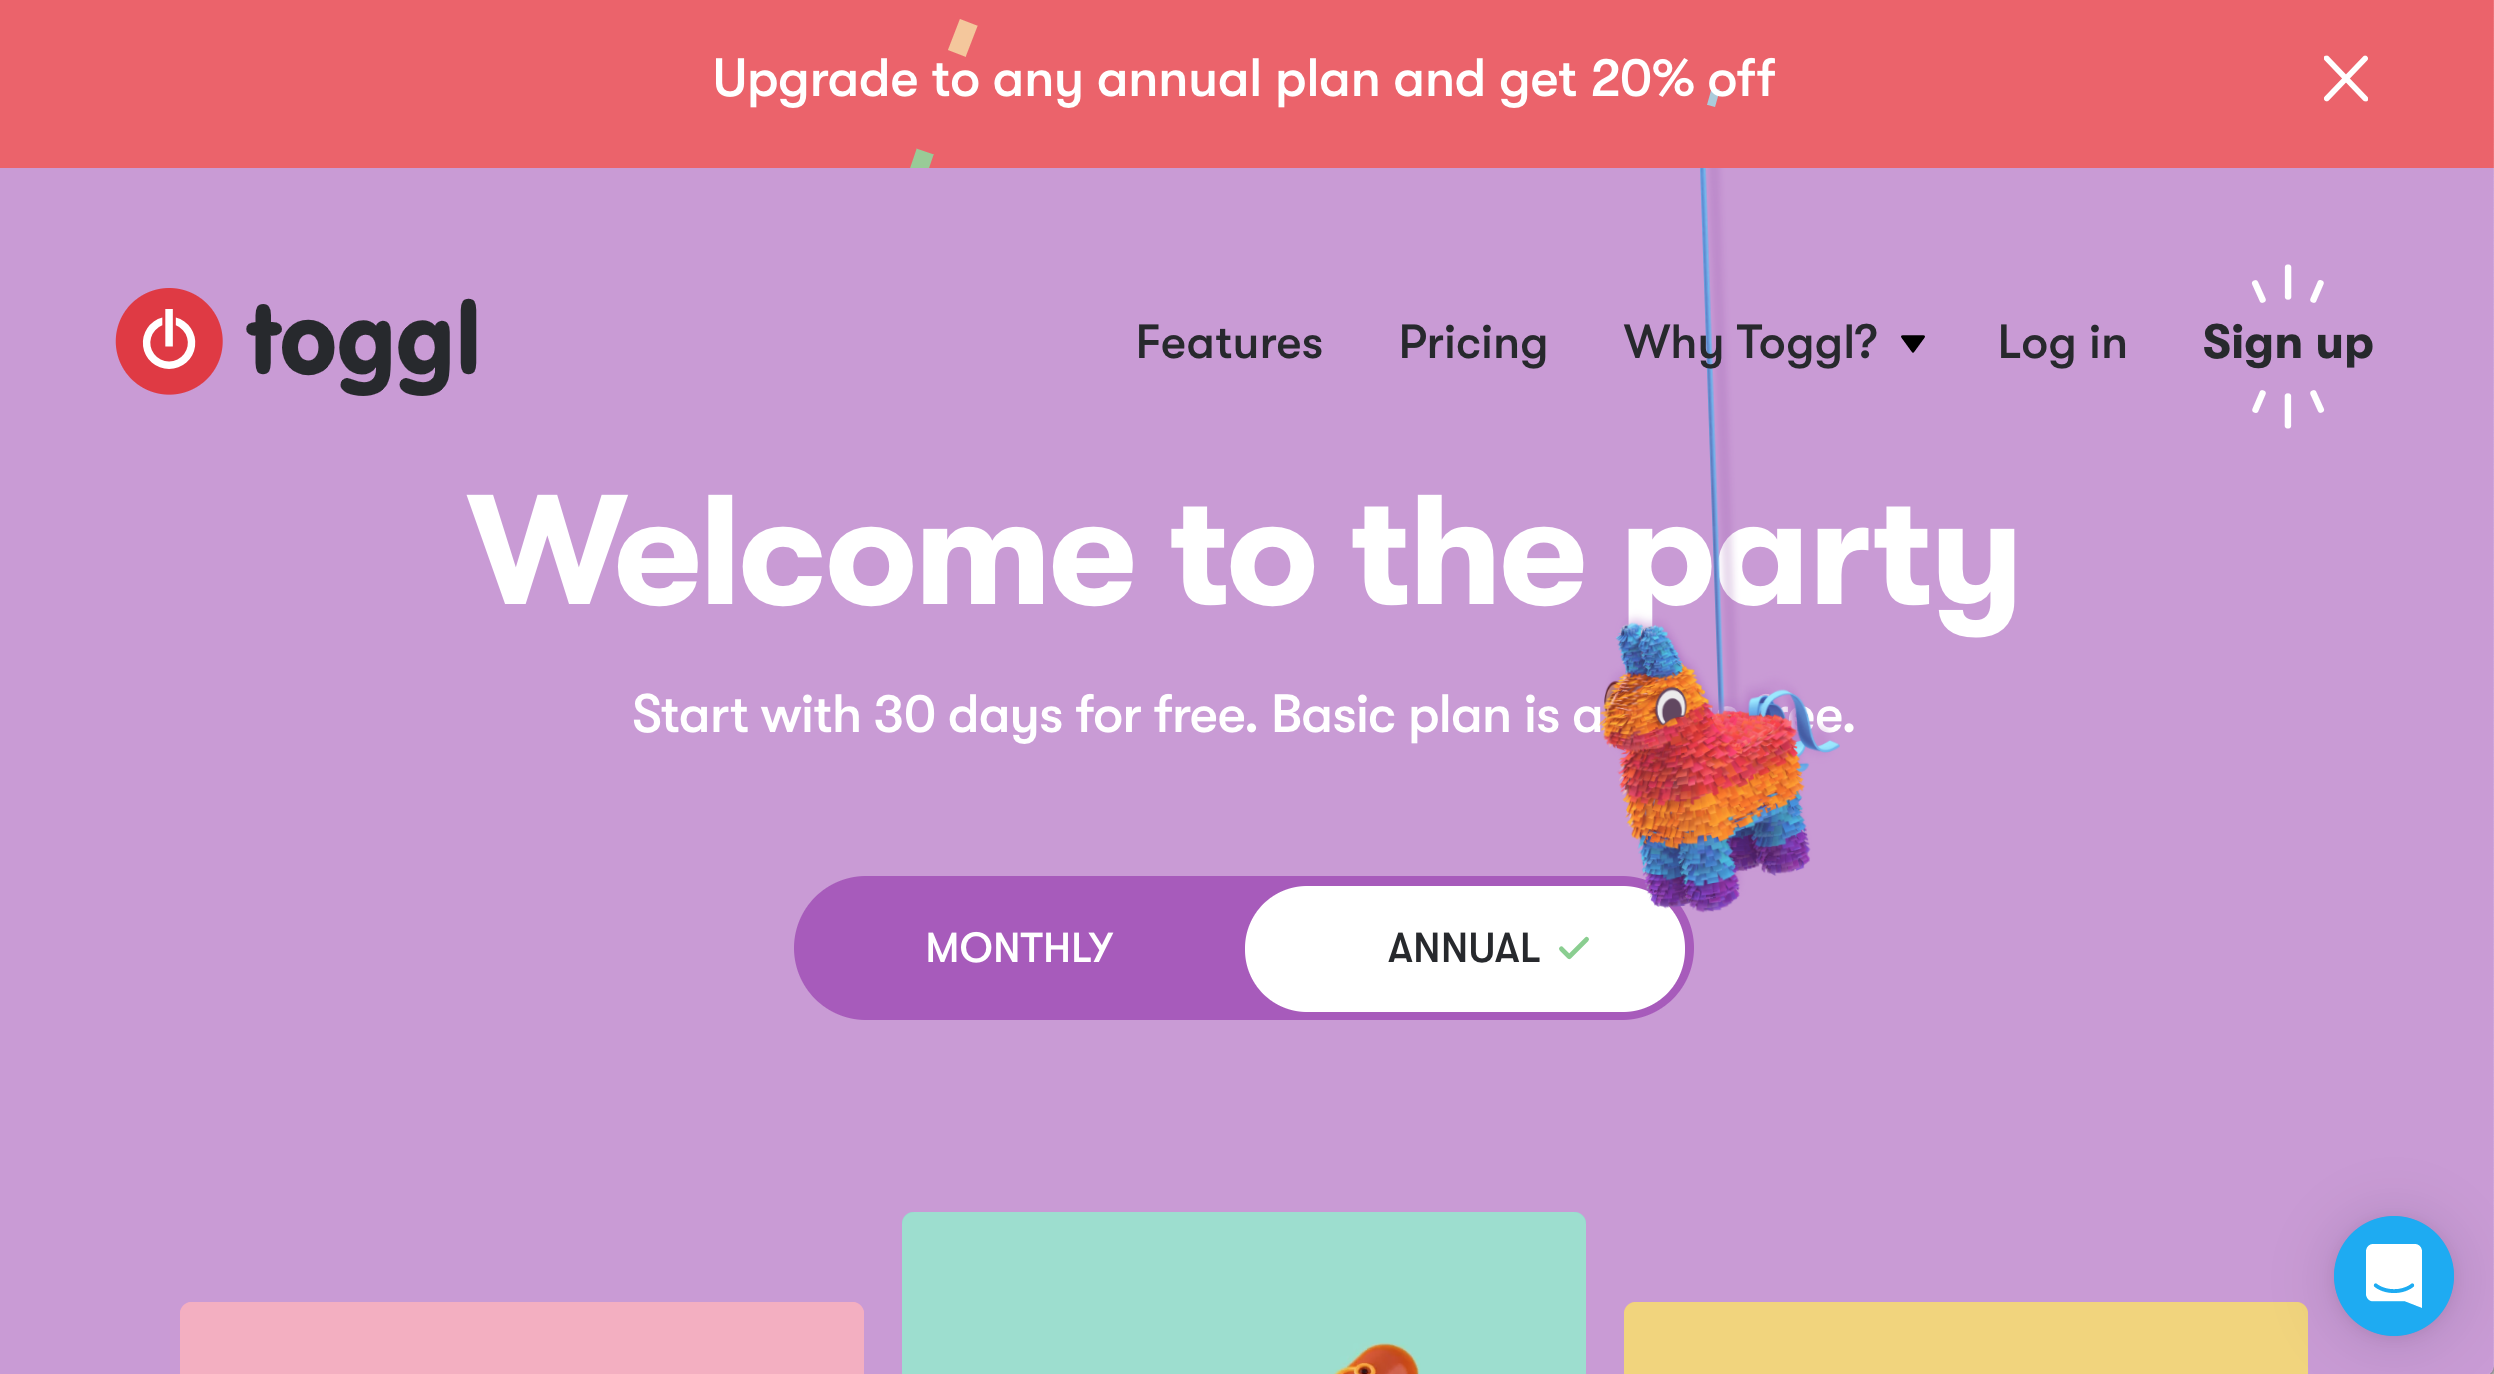 Upgrade to any annual plan and get 20% off
toggl
Features Pricing Why Toggl? Log in Sign up
Welcome to the party
Start with 30 days for free. Basic plan is free.
MONTHLY ANNUAL